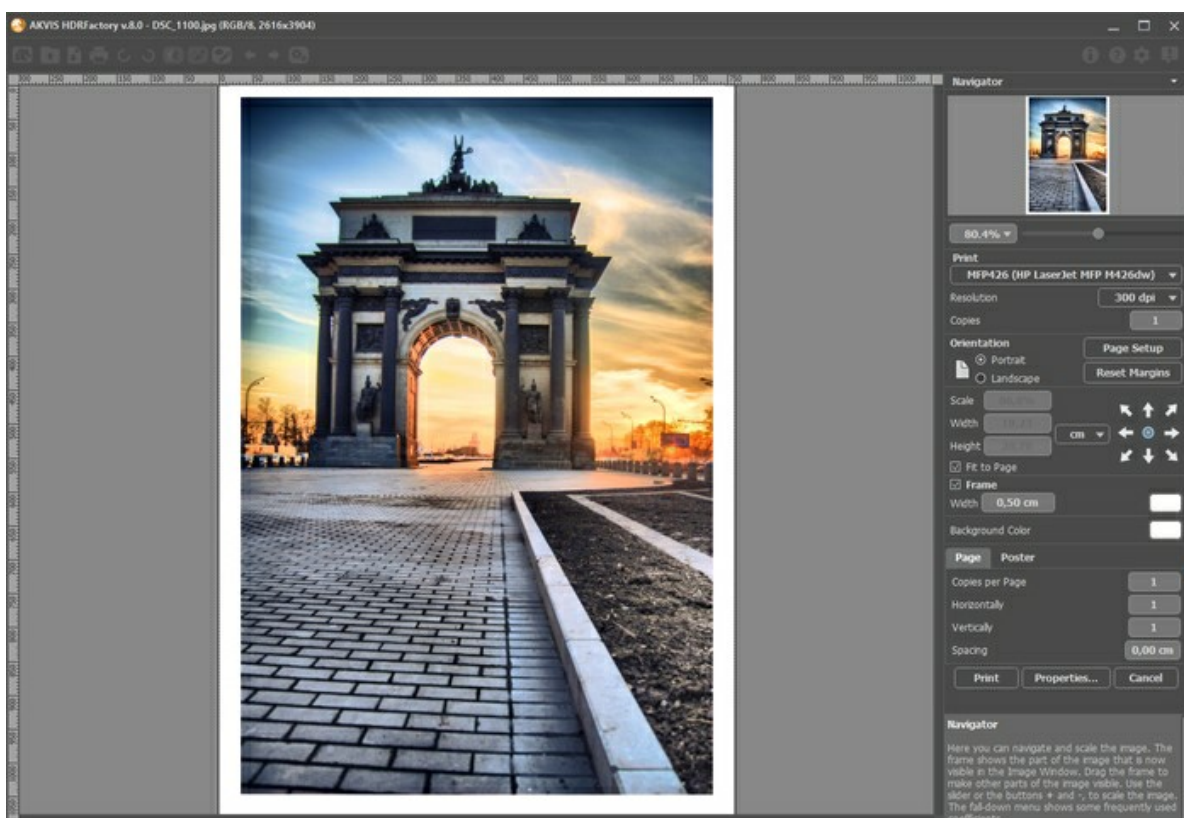 AKVIS HDRFactory v.8.0 - DSC_1100.jpg (RGB/8, 2616x3904)
Navigator
80.4%
Print
MFP426 (HP LaserJet MFP M426dw)
Resolution 300 dpi
Copies 1
Orientation
Portrait
Landscape
Page Setup
Reset Margins
Scale
Width
Height
cm
Fit to Page
Frame
Width 0,50 cm
Background Color
Page Poster
Copies per Page 1
Horizontally 1
Vertically 1
Spacing 0,00 cm
Print Properties... Cancel
Navigator
Here you can navigate and scale the image. The
frame shows the part of the image that is now
visible in the Image Window. Drag the frame to
make other parts of the image visible. Use the
slider or the buttons + and -, to scale the image.
The fall-down menu shows some frequently used